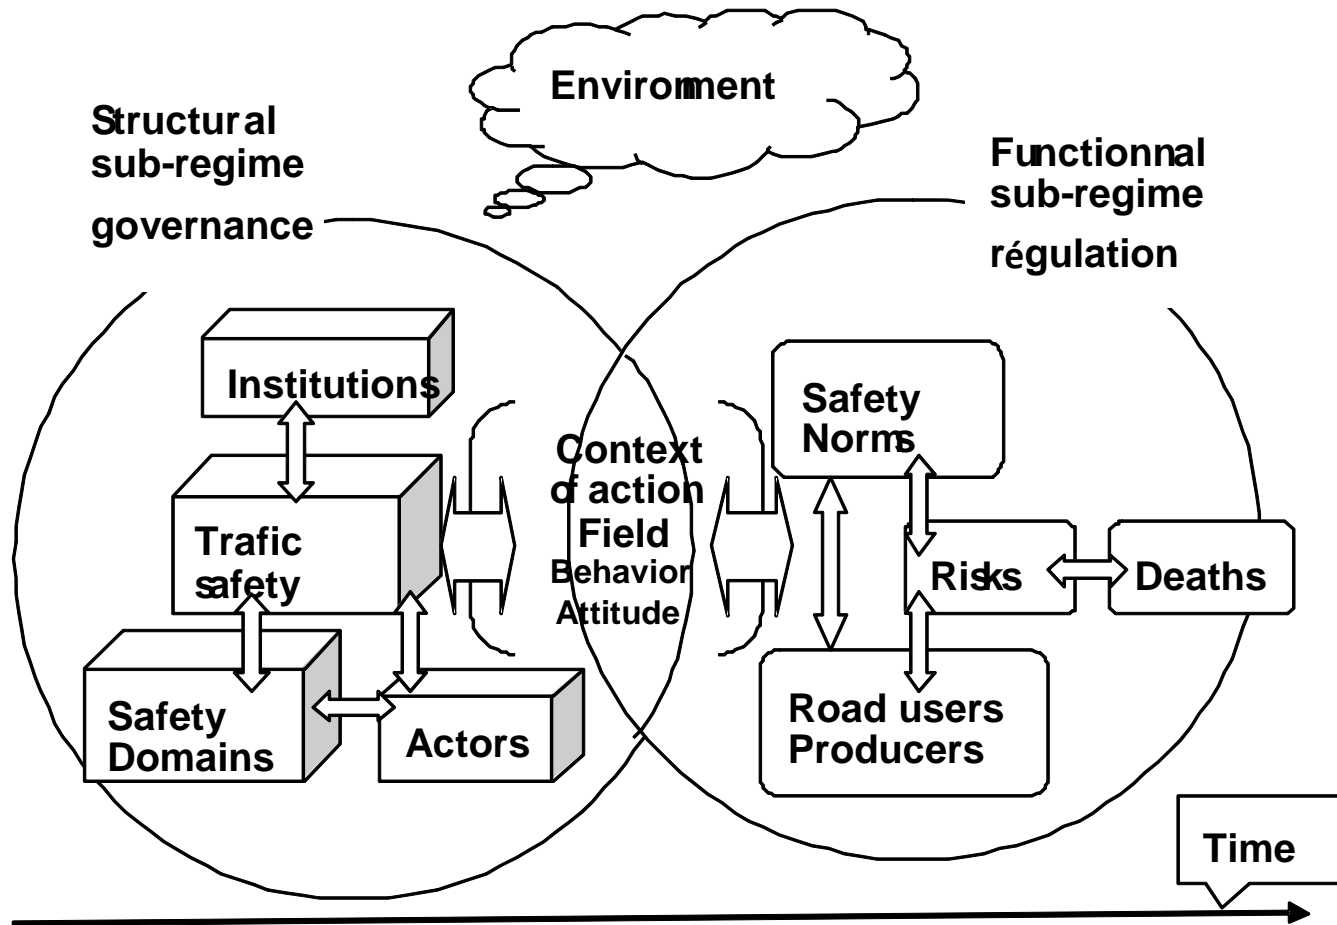 Environment
Structural
sub-regime
governance
Functionnal
sub-regime
régulation
Institutions
Trafic
safety
Safety
Domains
Actors
Context
of action
Field
Behavior
Attitude
Safety
Norms
Risks
Deaths
Road users
Producers
Time